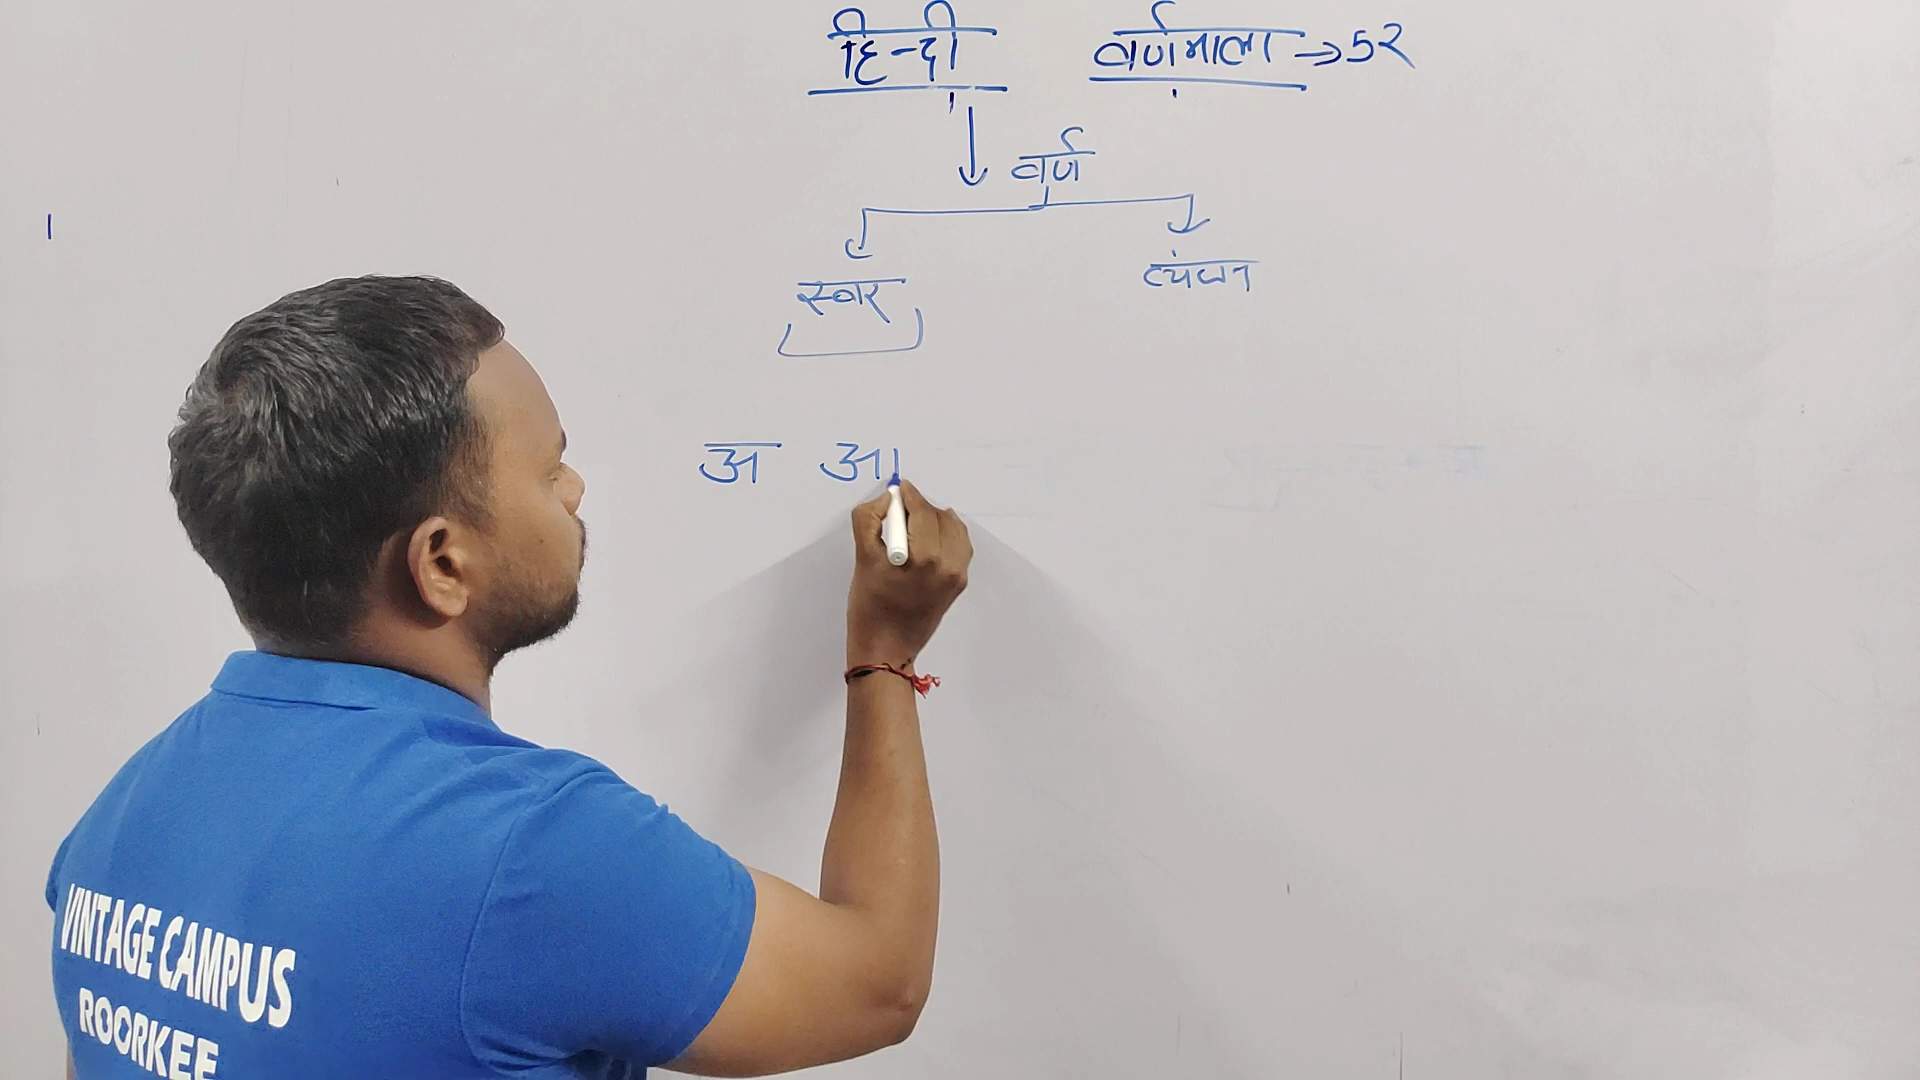 हिन्दी वर्णमाला → 52
वर्ण
स्वर व्यंजन
अ आ
VINTAGE CAMPUS
ROORKEE